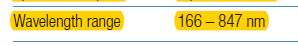 Wavelength range 166 – 847 nm